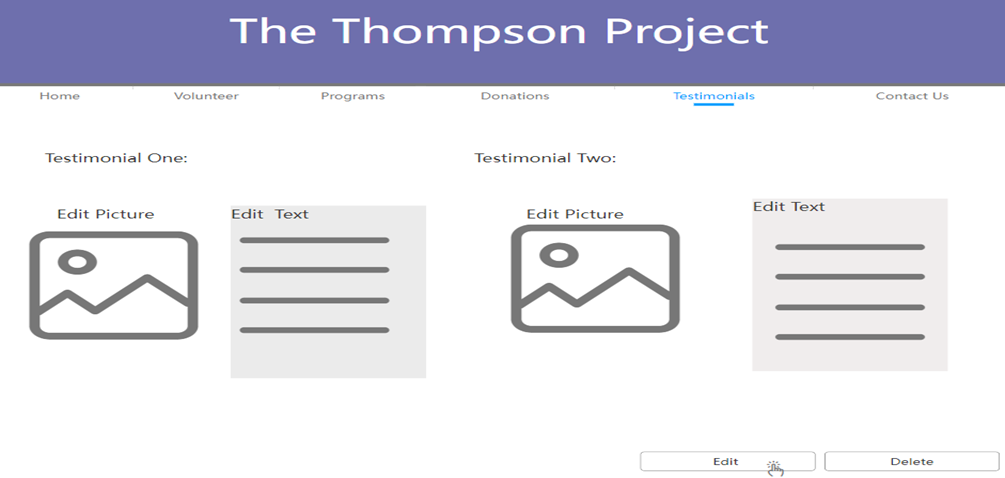 The Thompson Project
Home Volunteer Programs Donations Testimonials Contact Us
Testimonial One: Testimonial Two:
Edit Picture Edit Text Edit Picture Edit Text
Edit Delete